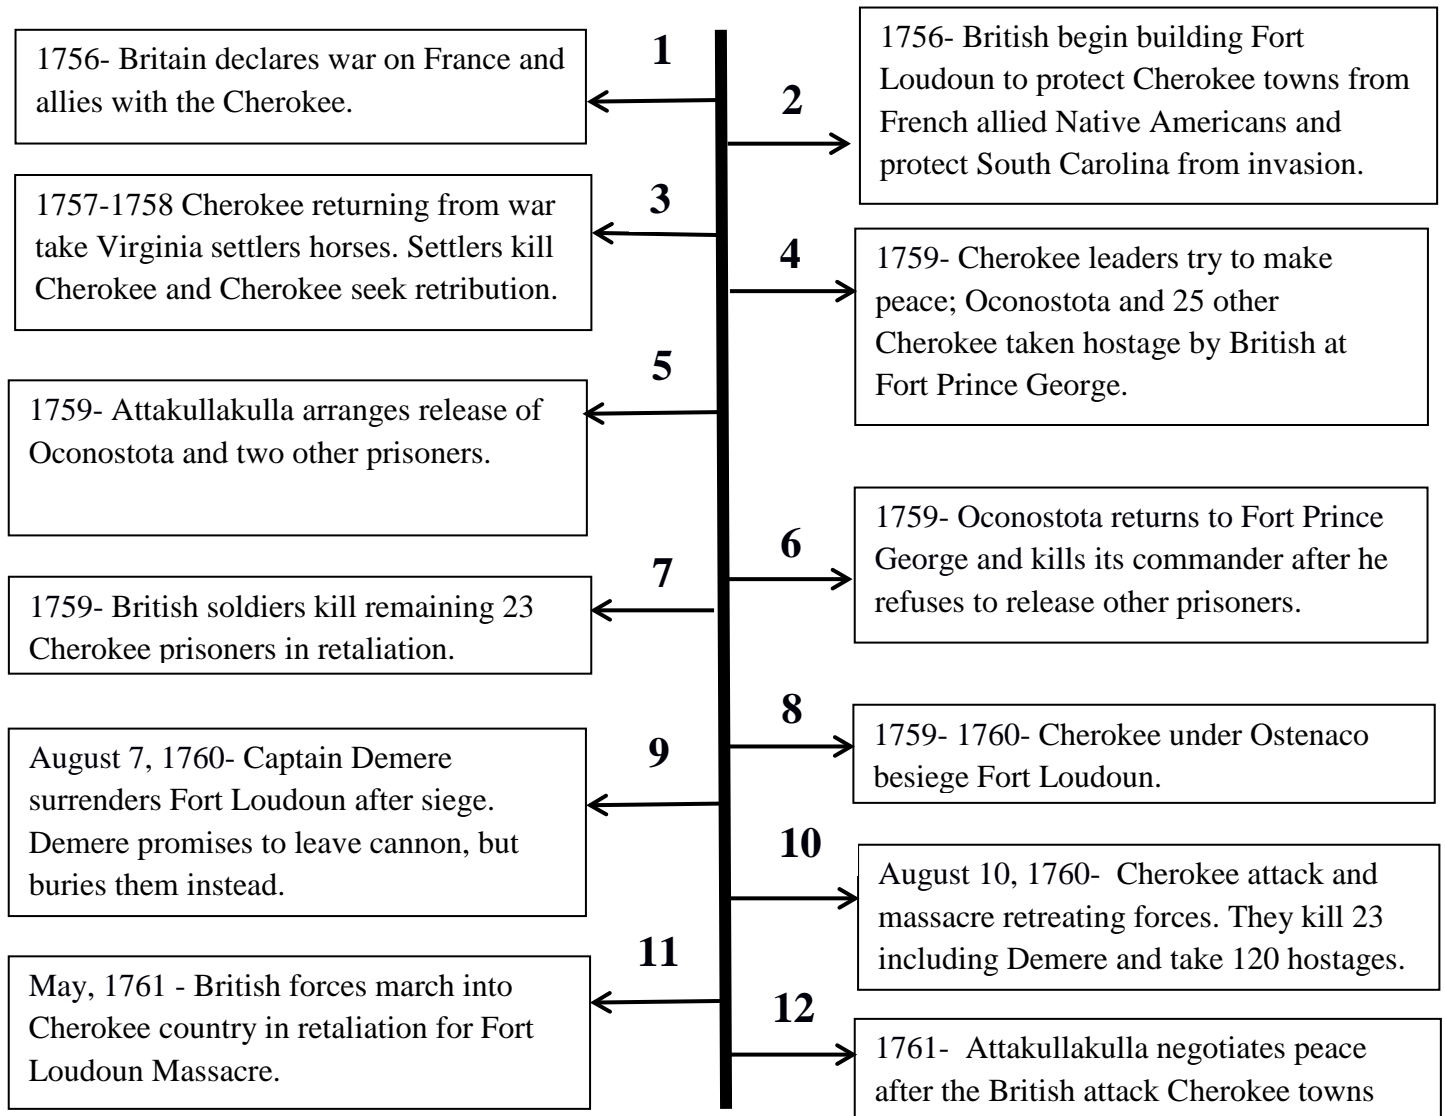 1
1756- Britain declares war on France and
allies with the Cherokee.
2
1756- British begin building Fort
Loudoun to protect Cherokee towns from
French allied Native Americans and
protect South Carolina from invasion.
3
1757-1758 Cherokee returning from war
take Virginia settlers horses. Settlers kill
Cherokee and Cherokee seek retribution.
4
1759- Cherokee leaders try to make
peace; Oconostota and 25 other
Cherokee taken hostage by British at
Fort Prince George.
5
1759- Attakullakulla arranges release of
Oconostota and two other prisoners.
6
1759- Oconostota returns to Fort Prince
George and kills its commander after he
refuses to release other prisoners.
7
1759- British soldiers kill remaining 23
Cherokee prisoners in retaliation.
8
1759- 1760- Cherokee under Ostenaco
besiege Fort Loudoun.
9
August 7, 1760- Captain Demere
surrenders Fort Loudoun after siege.
Demere promises to leave cannon, but
buries them instead.
10
August 10, 1760-  Cherokee attack and
massacre retreating forces. They kill 23
including Demere and take 120 hostages.
11
May, 1761 - British forces march into
Cherokee country in retaliation for Fort
Loudoun Massacre.
12
1761-  Attakullakulla negotiates peace
after the British attack Cherokee towns